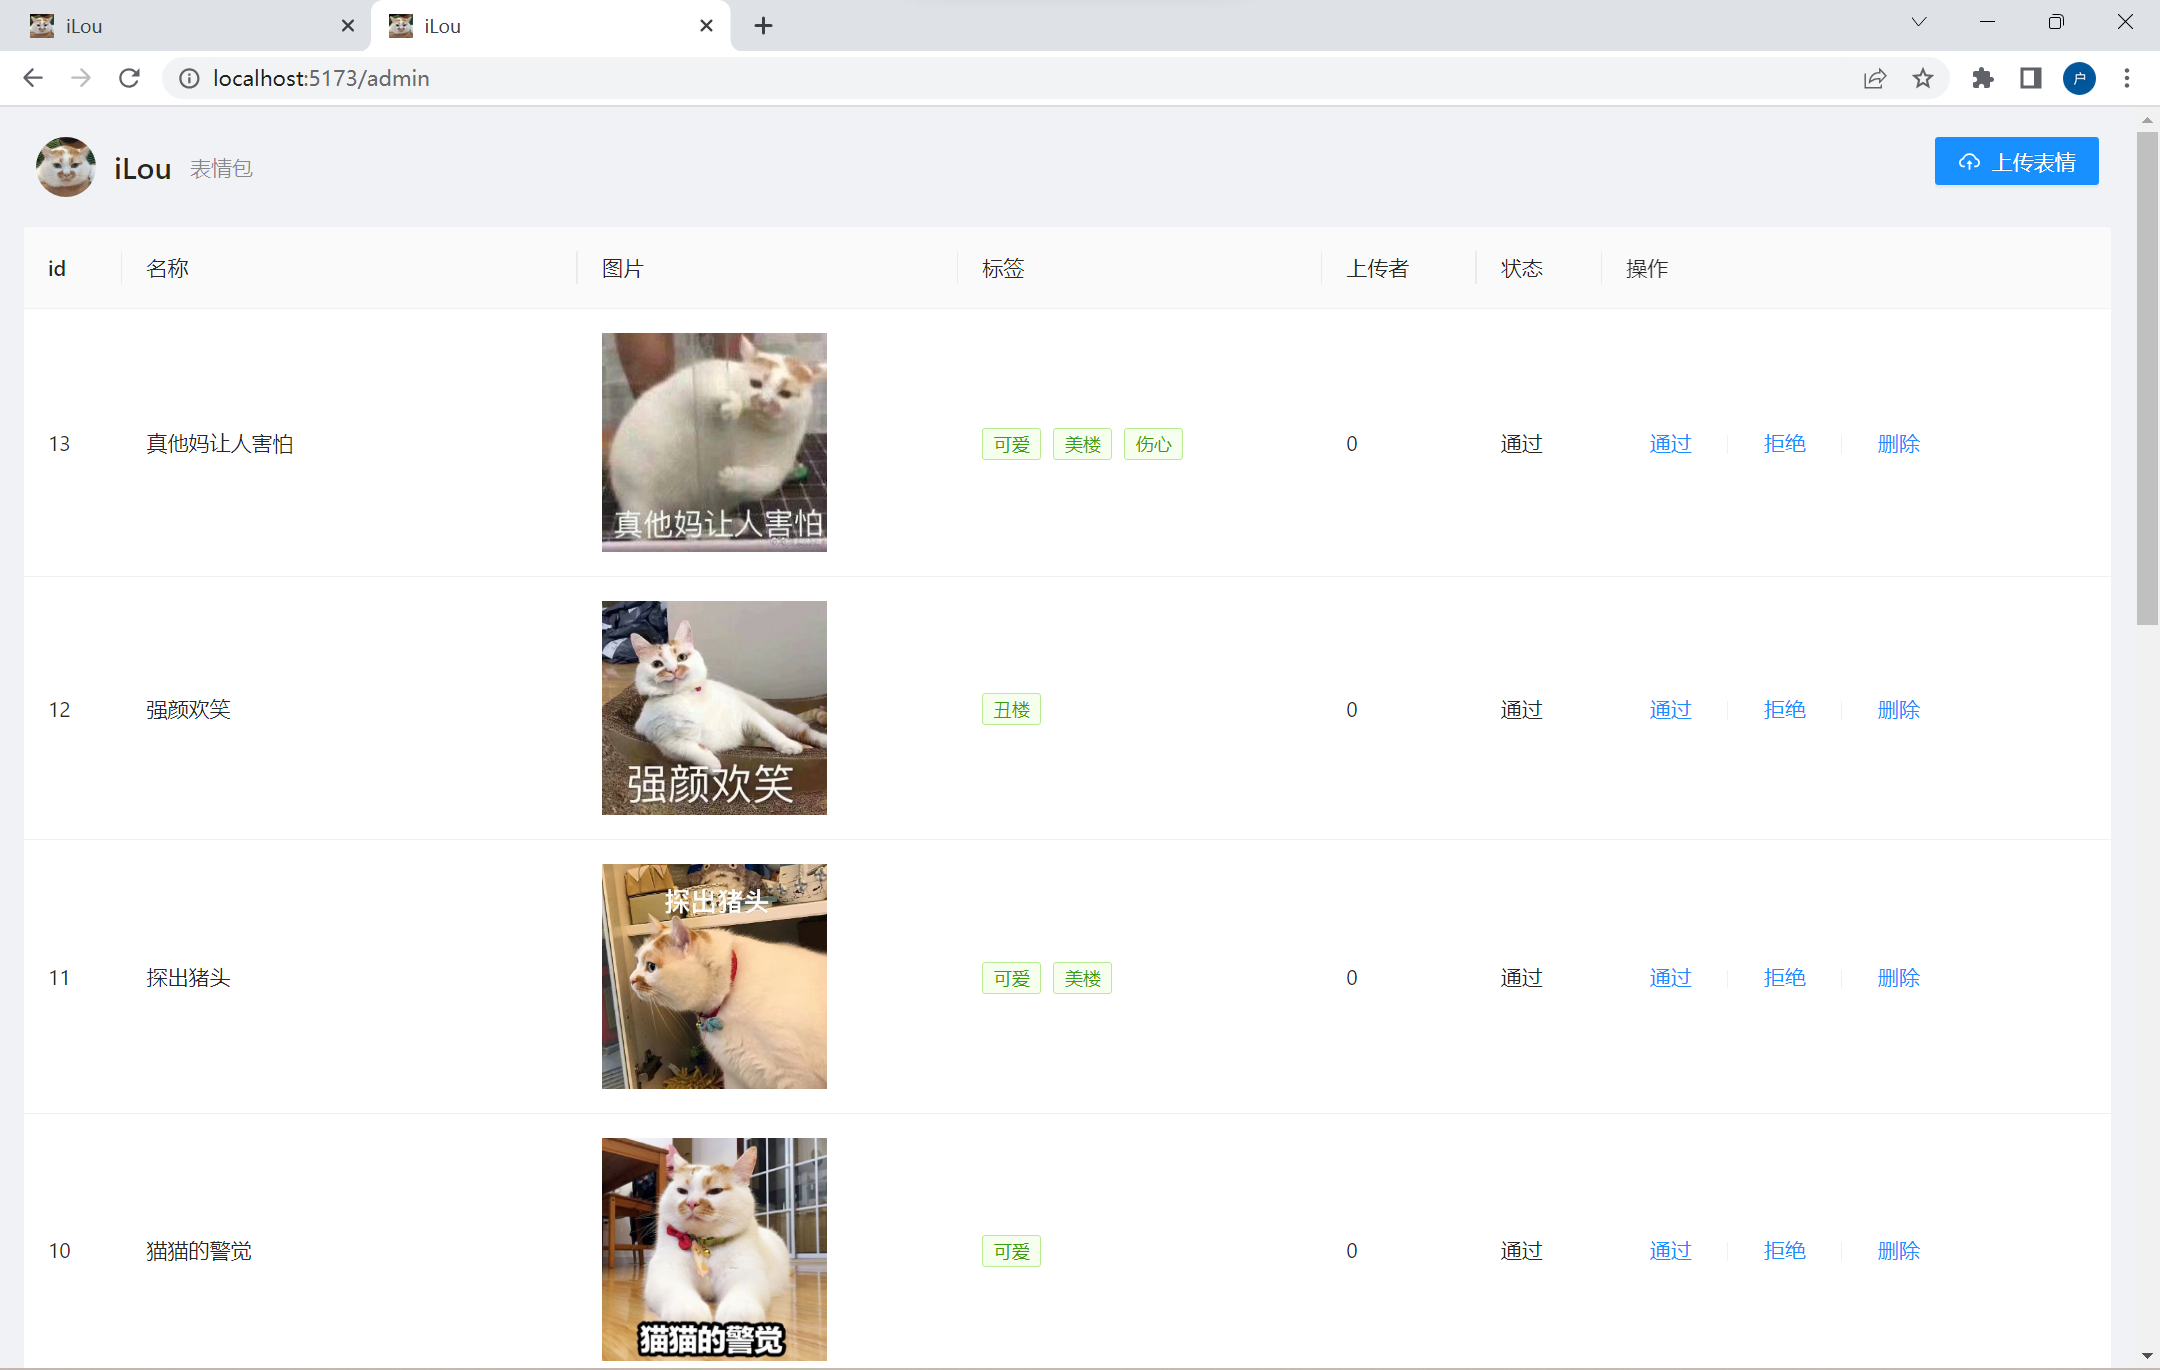 iLou
iLou
localhost:5173/admin
户
iLou 表情包
上传表情
id 名称 图片 标签 上传者 状态 操作
13 真他妈让人害怕 可爱 美楼 伤心 0 通过 通过 拒绝 删除
真他妈让人害怕
12 强颜欢笑 丑楼 0 通过 通过 拒绝 删除
强颜欢笑
探出猪头
11 探出猪头 可爱 美楼 0 通过 通过 拒绝 删除
10 猫猫的警觉 可爱 0 通过 通过 拒绝 删除
猫猫的警觉